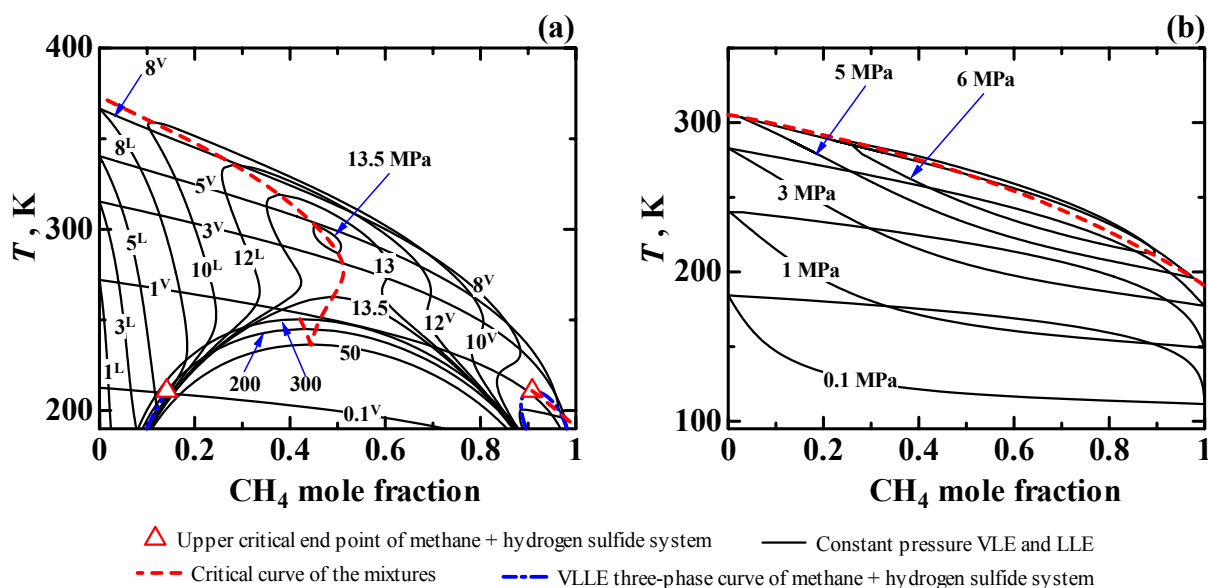 (a)
400
300
200
T , K
0
0.2
0.4
0.6
0.8
1
CH4 mole fraction
8V
8L
5V
3V
5L
10L
12L
1V
3L
1L
13.5 MPa
13
13.5
8V
12V
10V
200
300
50
0.1V
(b)
300
200
100
T , K
0
0.2
0.4
0.6
0.8
1
CH4 mole fraction
5 MPa
6 MPa
3 MPa
1 MPa
0.1 MPa
Upper critical end point of methane + hydrogen sulfide system
Constant pressure VLE and LLE
Critical curve of the mixtures
VLLE three-phase curve of methane + hydrogen sulfide system